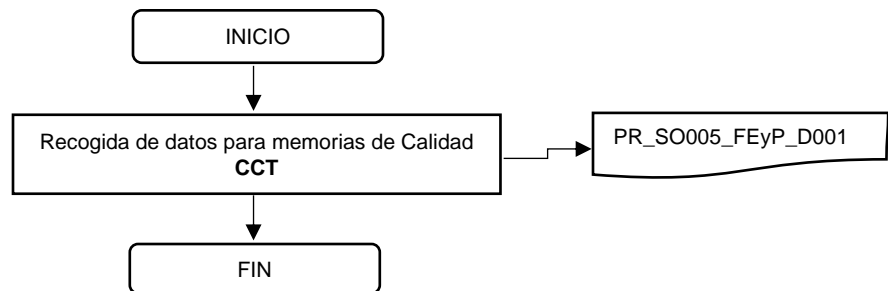 INICIO
Recogida de datos para memorias de Calidad
CCT
PR_SO005_FEyP_D001
FIN